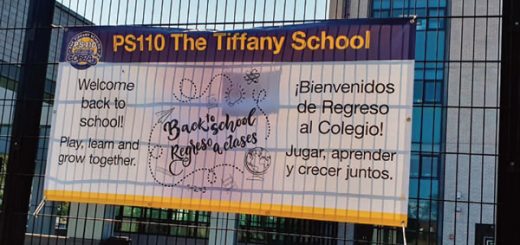 PS110 The Tiffany School
Welcome
back to
school!
Play, learn and
grow together.
Back to school
Regreso a clases
¡Bienvenidos
de Regreso
al Colegio!
Jugar, aprender
y crecer juntos.